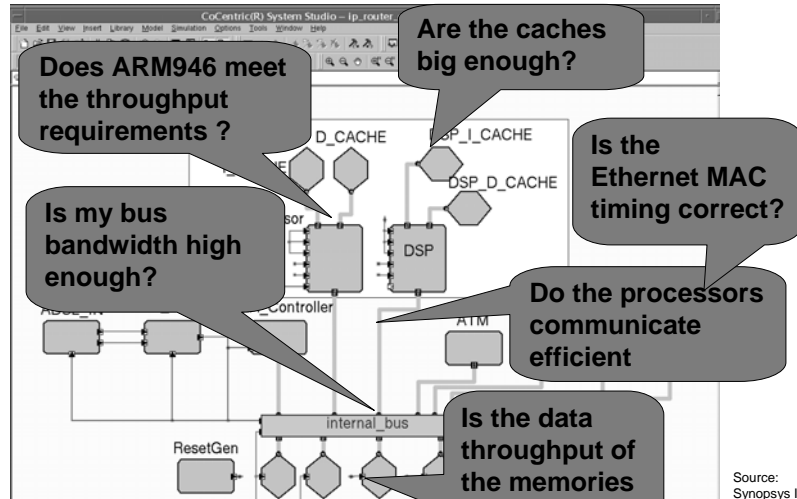 CoCentric(R) System Studio – ip_router_
File Edit View Insert Library Model Simulation Options Tools Window Help
Are the caches
big enough?
Does ARM946 meet
the throughput
requirements ?
D_CACHE
DSP_I_CACHE
DSP_D_CACHE
Is the
Ethernet MAC
timing correct?
Is my bus
bandwidth high
enough?
DSP
Do the processors
communicate
efficient
Controller
ATM
internal_bus
Is the data
throughput of
the memories
ResetGen
Source:
Synopsys